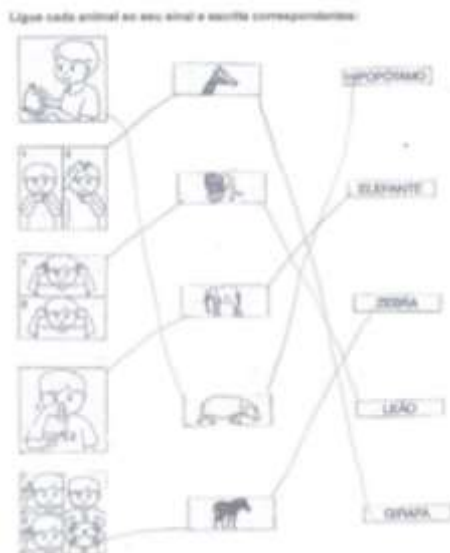 Ligue cada animal ao seu sinal e escrita correspondentes:
HIPOPÓTAMO
ELEFANTE
ZEBRA
LEÃO
GIRAFA